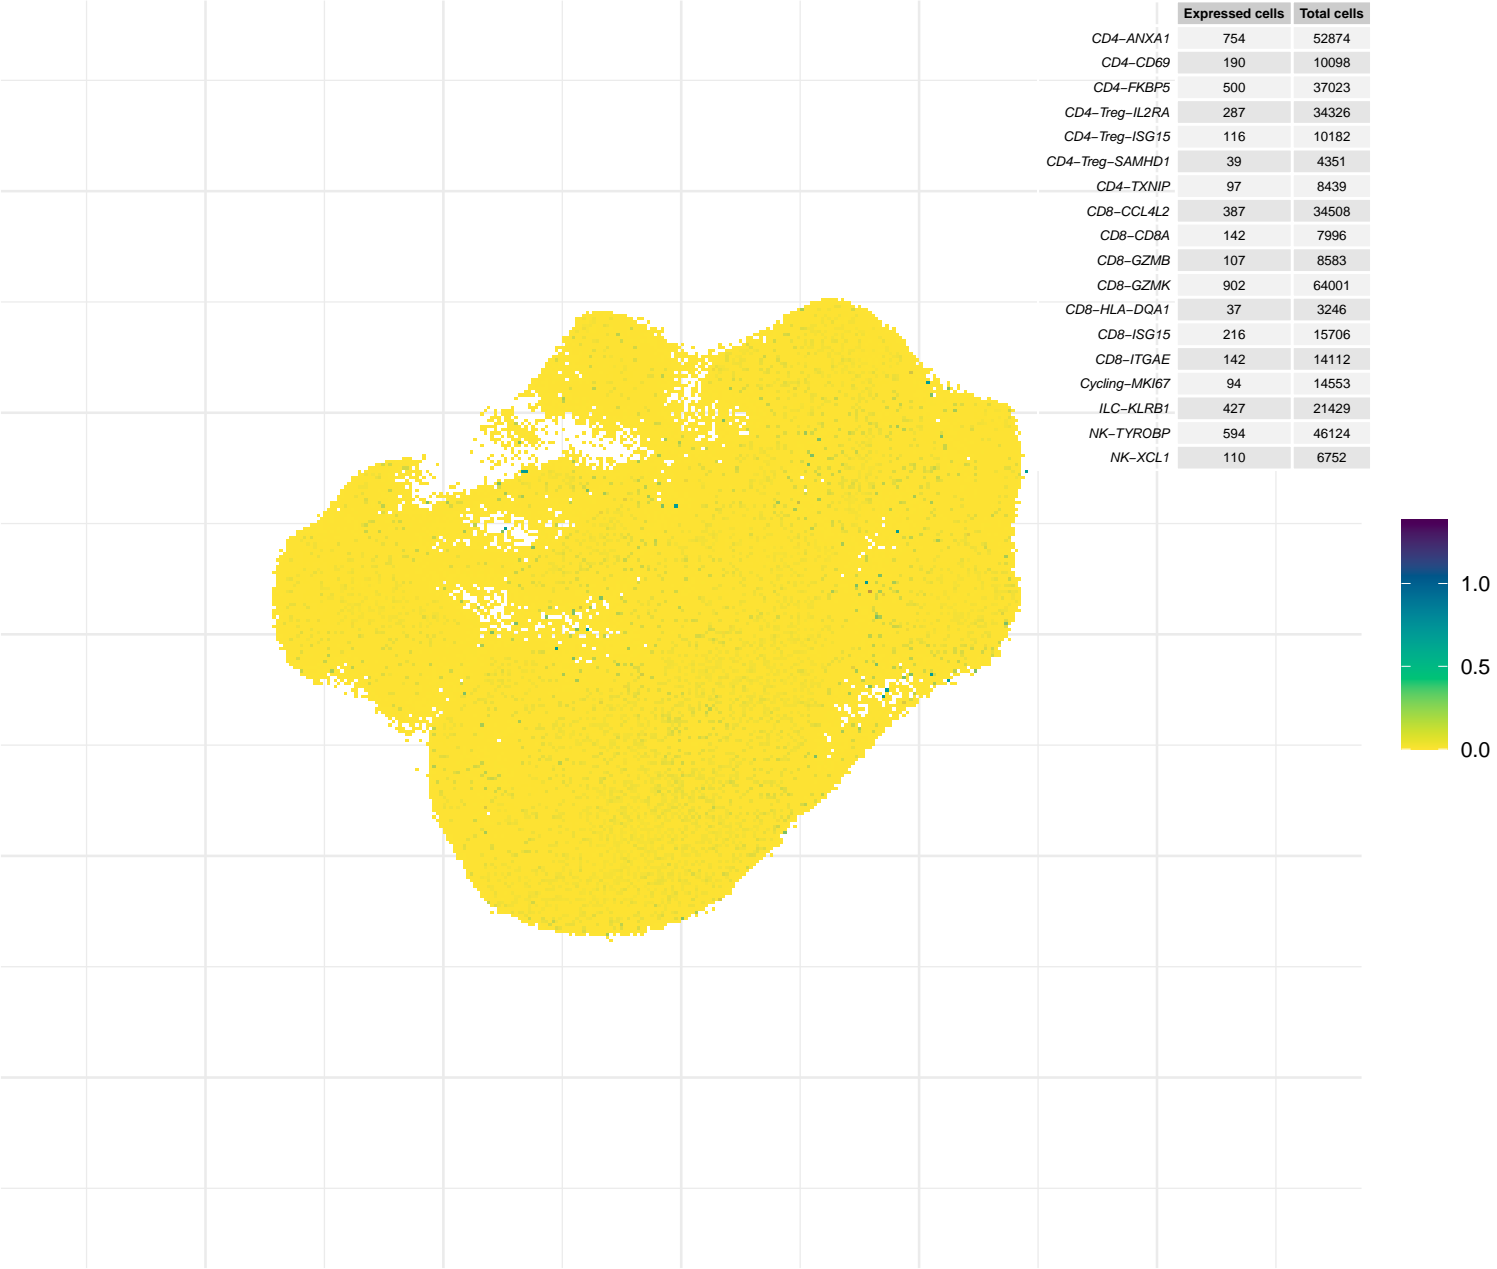 Expressed cells Total cells
CD4−ANXA1 754 52874
CD4−CD69 190 10098
CD4−FKBP5 500 37023
CD4−Treg−IL2RA 287 34326
CD4−Treg−ISG15 116 10182
CD4−Treg−SAMHD1 39 4351
CD4−TXNIP 97 8439
CD8−CCL4L2 387 34508
CD8−CD8A 142 7996
CD8−GZMB 107 8583
CD8−GZMK 902 64001
CD8−HLA−DQA1 37 3246
CD8−ISG15 216 15706
CD8−ITGAE 142 14112
Cycling−MKI67 94 14553
ILC−KLRB1 427 21429
NK−TYROBP 594 46124
NK−XCL1 110 6752
1.0
0.5
0.0